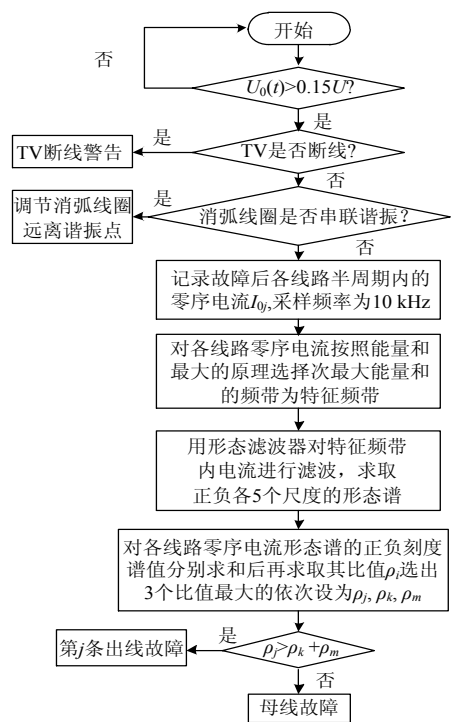 开始
否
U₀(t)>0.15U?
是
是
TV断线警告
TV是否断线?
否
调节消弧线圈
远离谐振点
是
消弧线圈是否串联谐振?
否
记录故障后各线路半周期内的
零序电流I₀ⱼ,采样频率为10 kHz
对各线路零序电流按照能量和
最大的原理选择次最大能量和
的频带为特征频带
用形态滤波器对特征频带
内电流进行滤波，求取
正负各5个尺度的形态谱
对各线路零序电流形态谱的正负刻度
谱值分别求和后再求取其比值ρᵢ选出
3个比值最大的依次设为ρⱼ, ρₖ, ρₘ
是
第j条出线故障
ρⱼ>ρₖ+ρₘ
否
母线故障